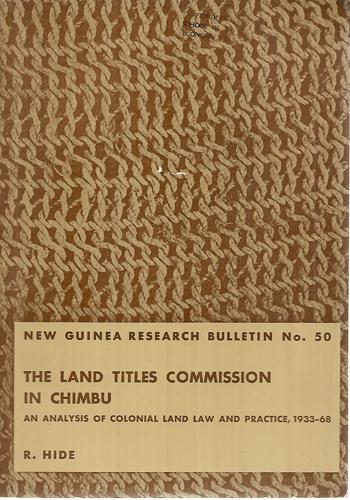 NEW GUINEA RESEARCH BULLETIN No. 50
THE LAND TITLES COMMISSION
IN CHIMBU
AN ANALYSIS OF COLONIAL LAND LAW AND PRACTICE, 1933-68
R. HIDE